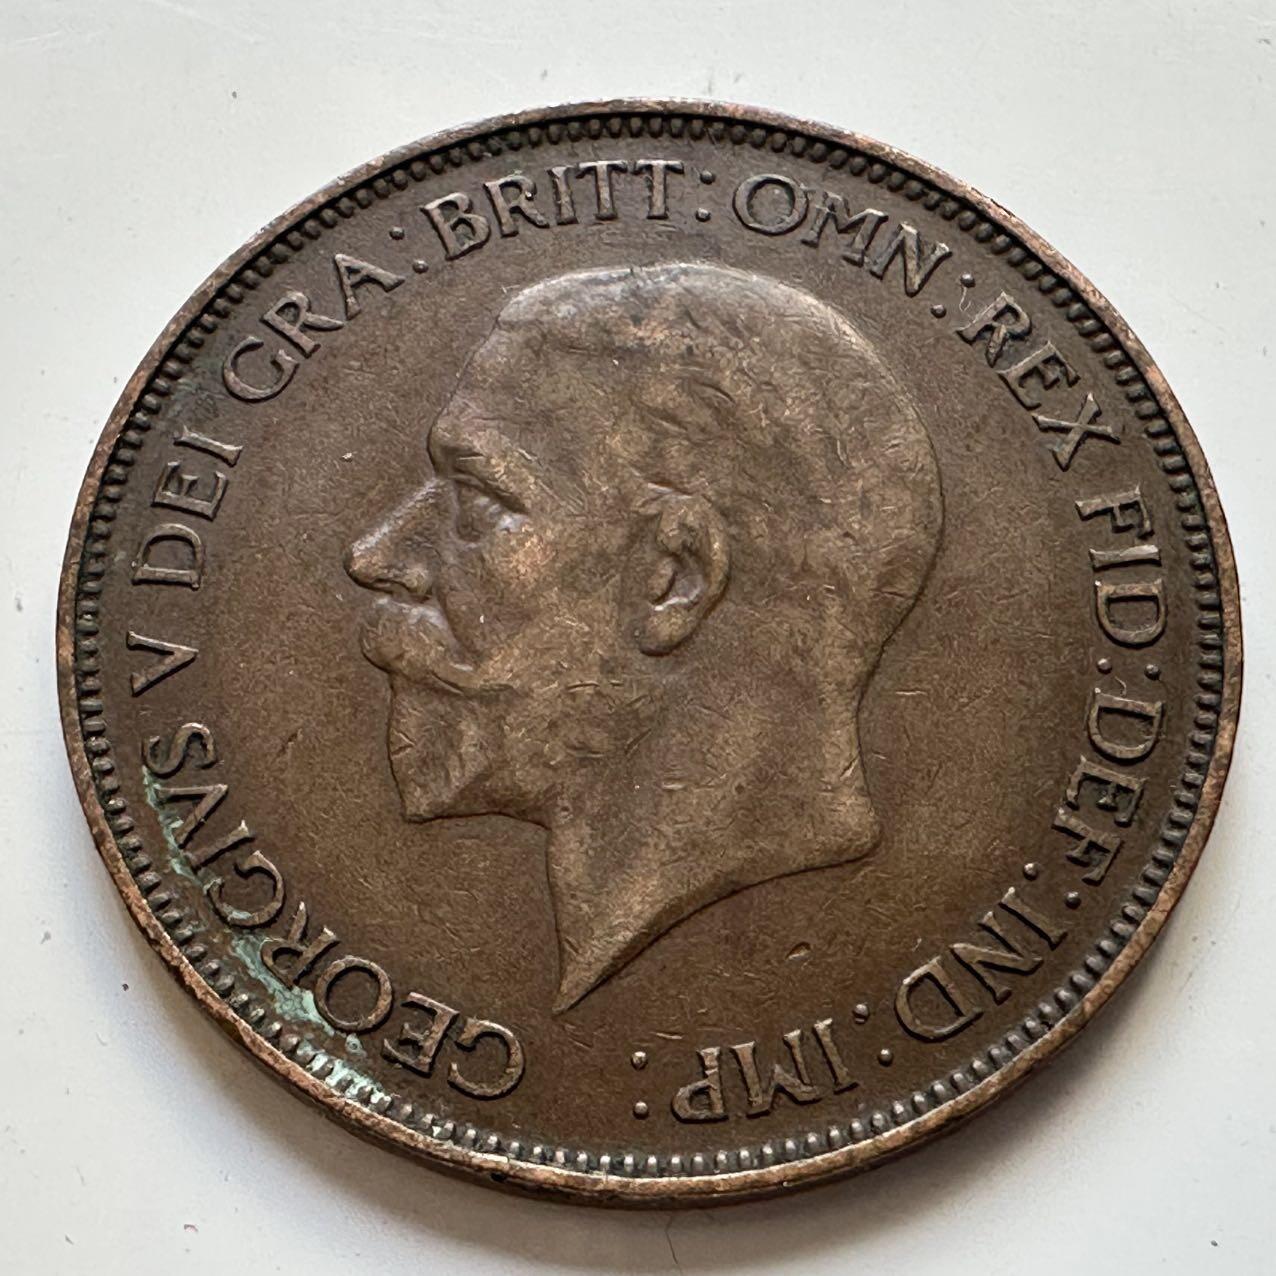 GEORGIVS V DEI GRA: BRITT: OMN: REX FID: DEF: IND: IMP: